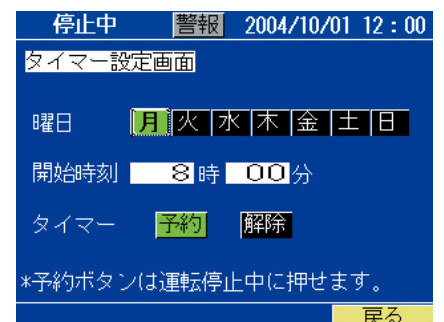 停止中 警報 2004/10/01 12：00
タイマー設定画面
曜日 月 火 水 木 金 土 日
開始時刻 8時 00分
タイマー 予約 解除
*予約ボタンは運転停止中に押せます。
戻る